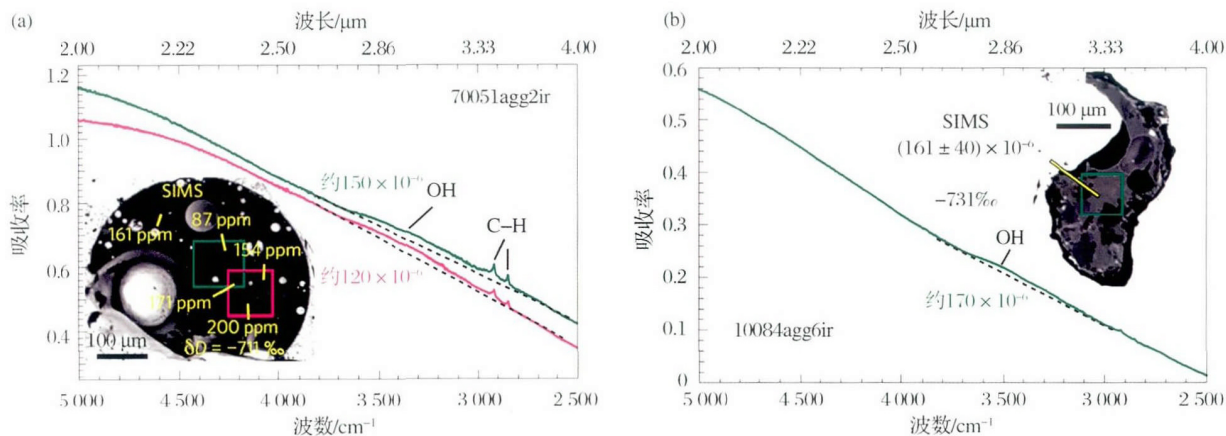 (a)
波长/μm
2.00 2.22 2.50 2.86 3.33 4.00
1.2
1.0
0.8
0.6
0.4
吸收率
70051agg2ir
约150 × 10⁻⁶
OH
C–H
约120 × 10⁻⁶
SIMS
87 ppm
161 ppm
154 ppm
171 ppm
200 ppm
δD = −711 ‰
100 μm
5 000 4 500 4 000 3 500 3 000 2 500
波数/cm⁻¹
(b)
波长/μm
2.00 2.22 2.50 2.86 3.33 4.00
0.6
0.5
0.4
0.3
0.2
0.1
0
吸收率
100 μm
SIMS
(161 ± 40) × 10⁻⁶
−731‰
OH
约170 × 10⁻⁶
10084agg6ir
5 000 4 500 4 000 3 500 3 000 2 500
波数/cm⁻¹